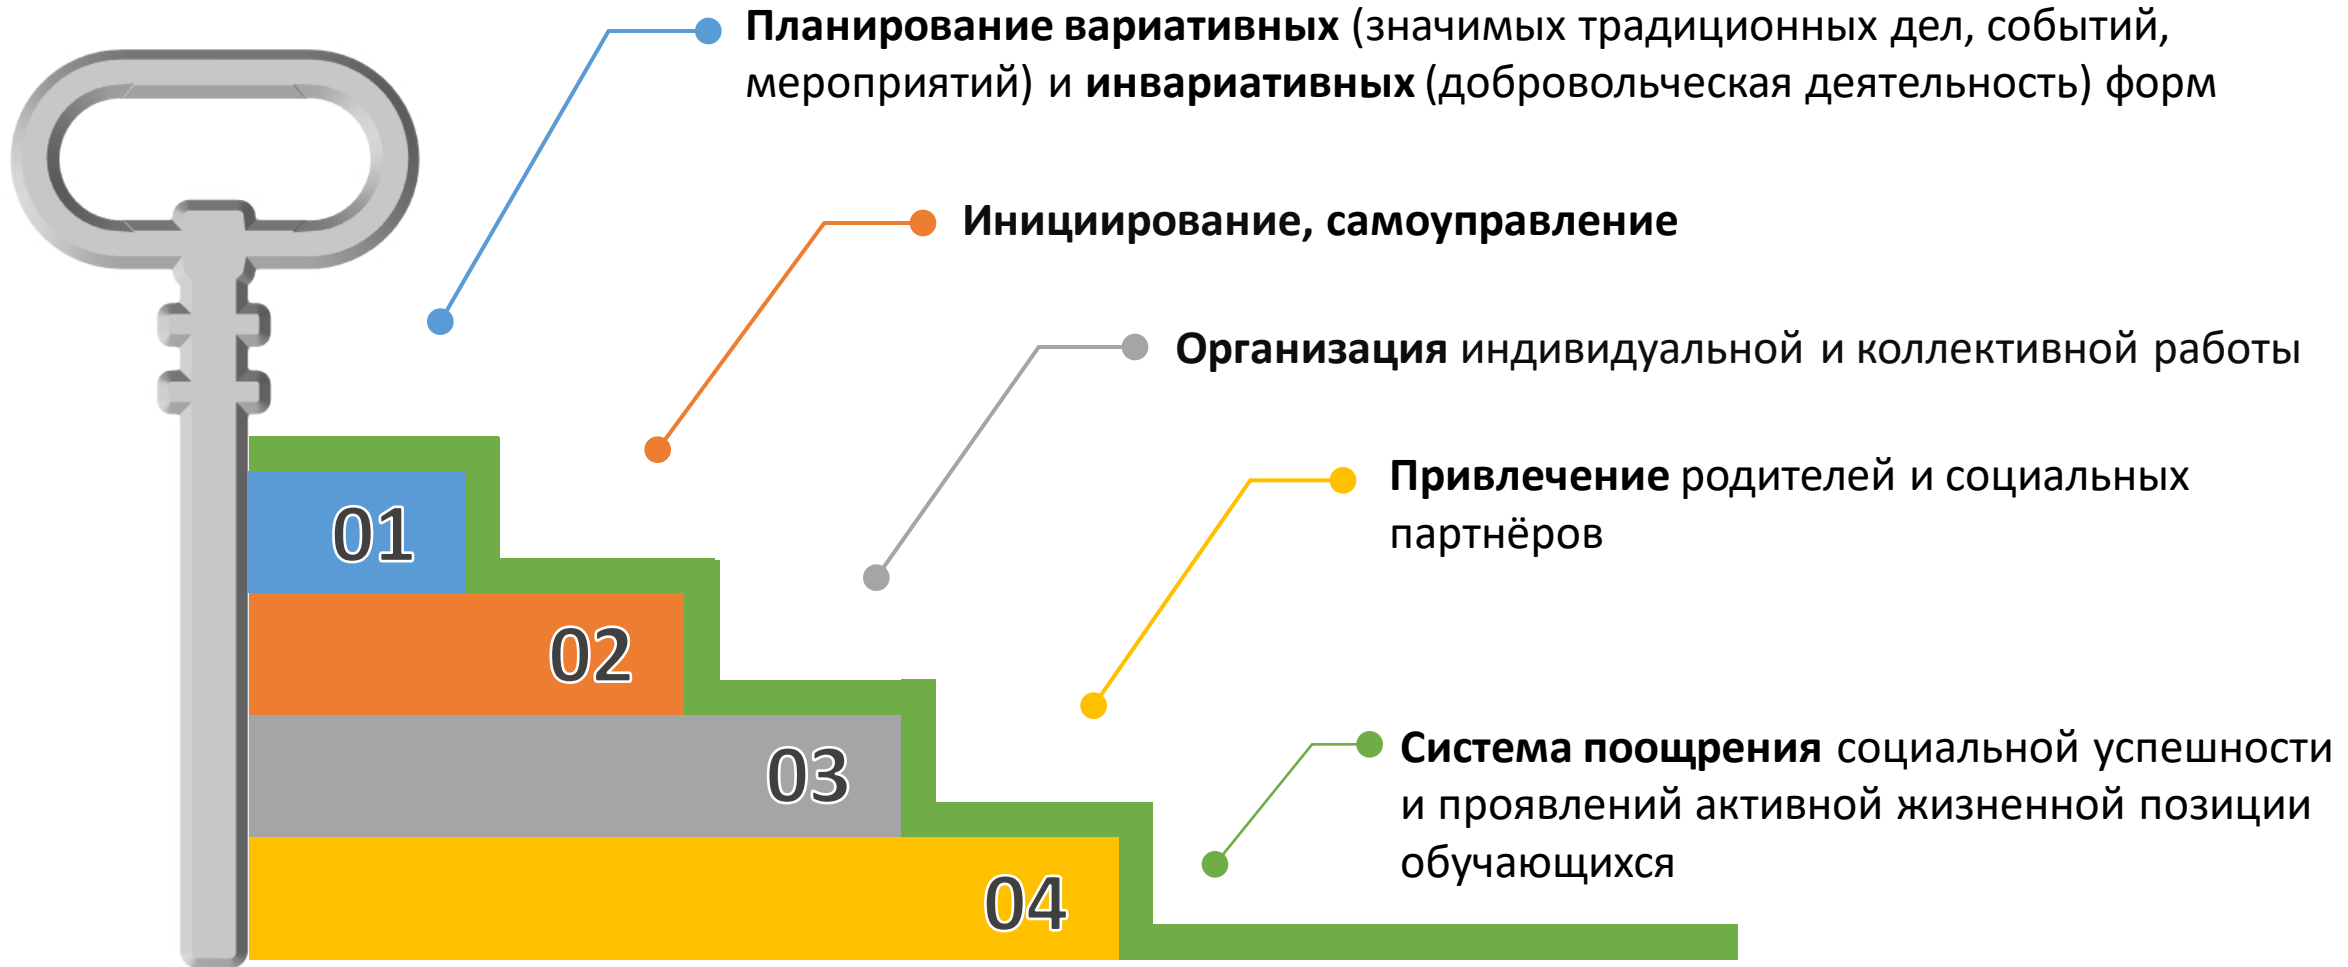 Планирование вариативных (значимых традиционных дел, событий,
мероприятий) и инвариативных (добровольческая деятельность) форм
Инициирование, самоуправление
Организация индивидуальной и коллективной работы
Привлечение родителей и социальных
партнёров
Система поощрения социальной успешности
и проявлений активной жизненной позиции
обучающихся
01
02
03
04